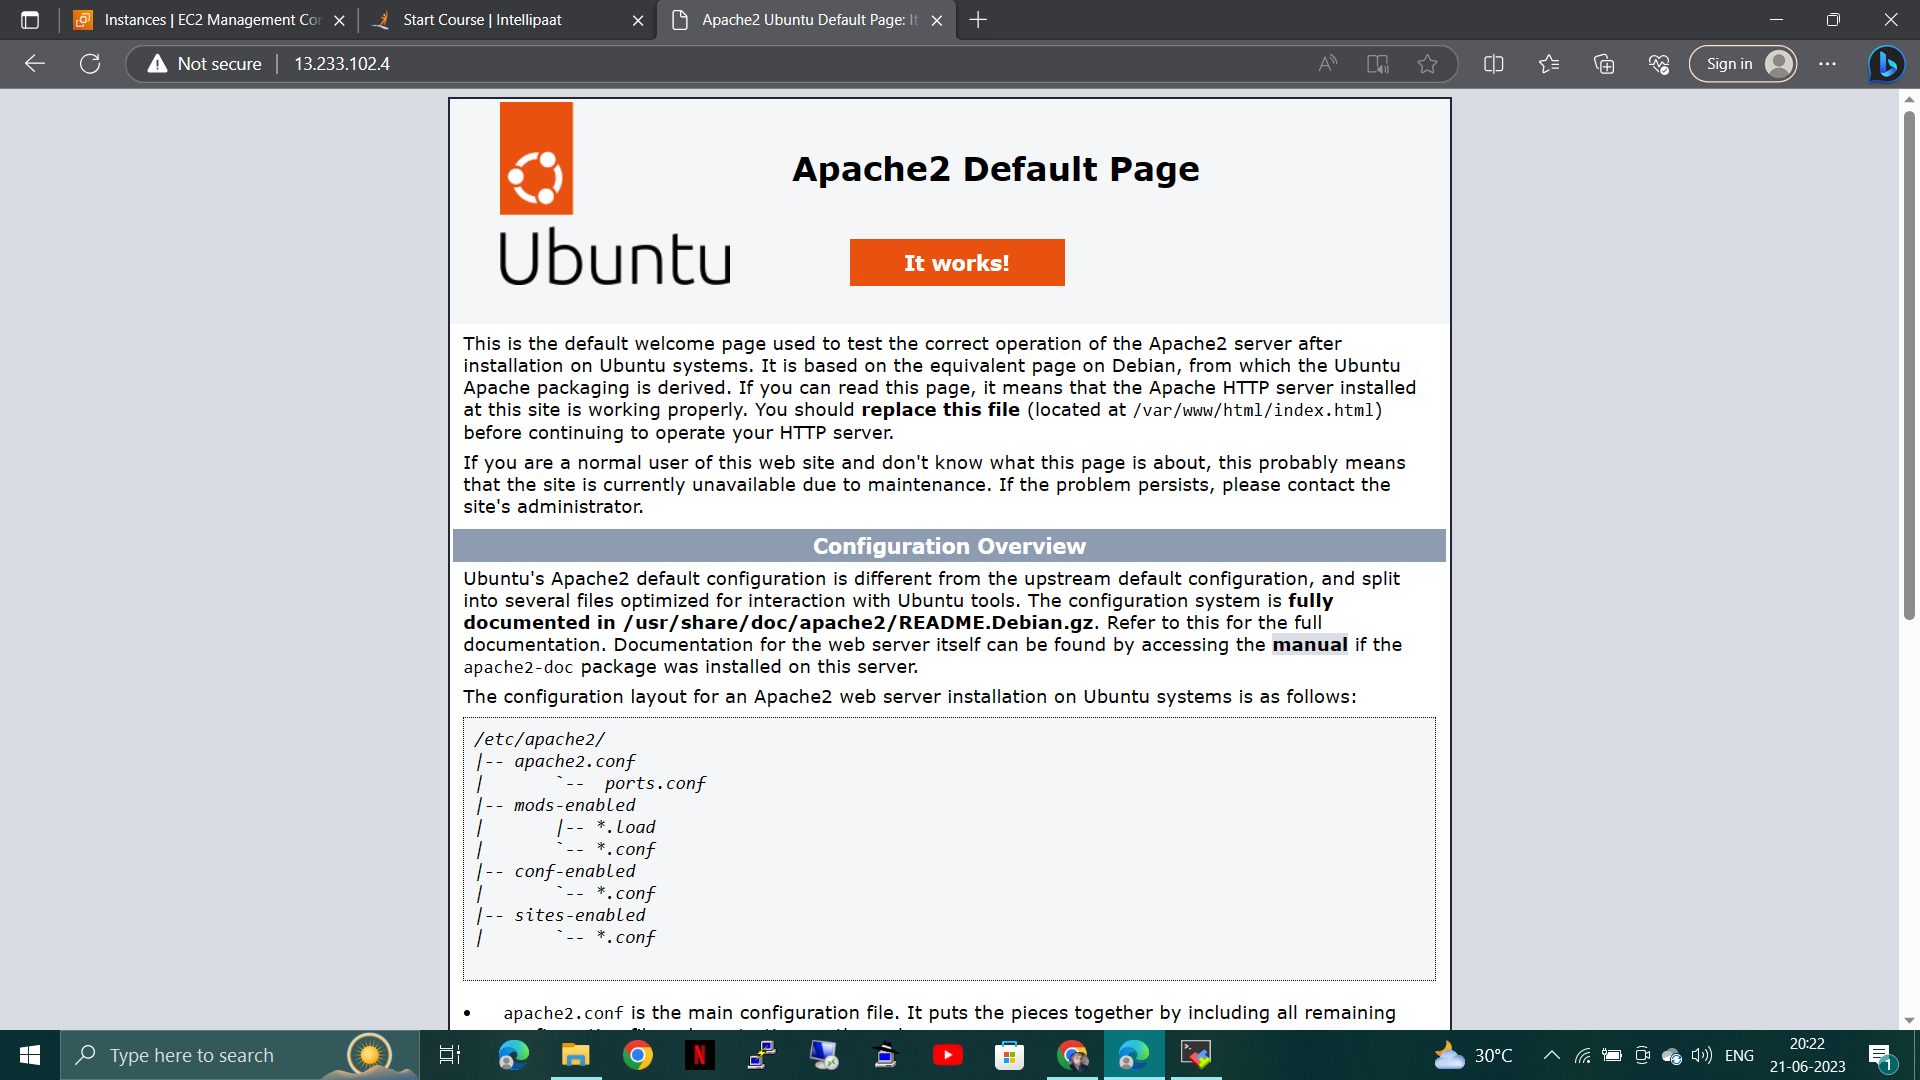 Instances | EC2 Management Con
Start Course | Intellipaat
Apache2 Ubuntu Default Page: It
Not secure
13.233.102.4
Sign in
Apache2 Default Page
Ubuntu
It works!
This is the default welcome page used to test the correct operation of the Apache2 server after
installation on Ubuntu systems. It is based on the equivalent page on Debian, from which the Ubuntu
Apache packaging is derived. If you can read this page, it means that the Apache HTTP server installed
at this site is working properly. You should replace this file (located at /var/www/html/index.html)
before continuing to operate your HTTP server.
If you are a normal user of this web site and don't know what this page is about, this probably means
that the site is currently unavailable due to maintenance. If the problem persists, please contact the
site's administrator.
Configuration Overview
Ubuntu's Apache2 default configuration is different from the upstream default configuration, and split
into several files optimized for interaction with Ubuntu tools. The configuration system is fully
documented in /usr/share/doc/apache2/README.Debian.gz. Refer to this for the full
documentation. Documentation for the web server itself can be found by accessing the manual if the
apache2-doc package was installed on this server.
The configuration layout for an Apache2 web server installation on Ubuntu systems is as follows:
/etc/apache2/
|-- apache2.conf
|       `--  ports.conf
|-- mods-enabled
|       |-- *.load
|       `-- *.conf
|-- conf-enabled
|       `-- *.conf
|-- sites-enabled
|       `-- *.conf
• apache2.conf is the main configuration file. It puts the pieces together by including all remaining
Type here to search
30°C
ENG
20:22
21-06-2023
1